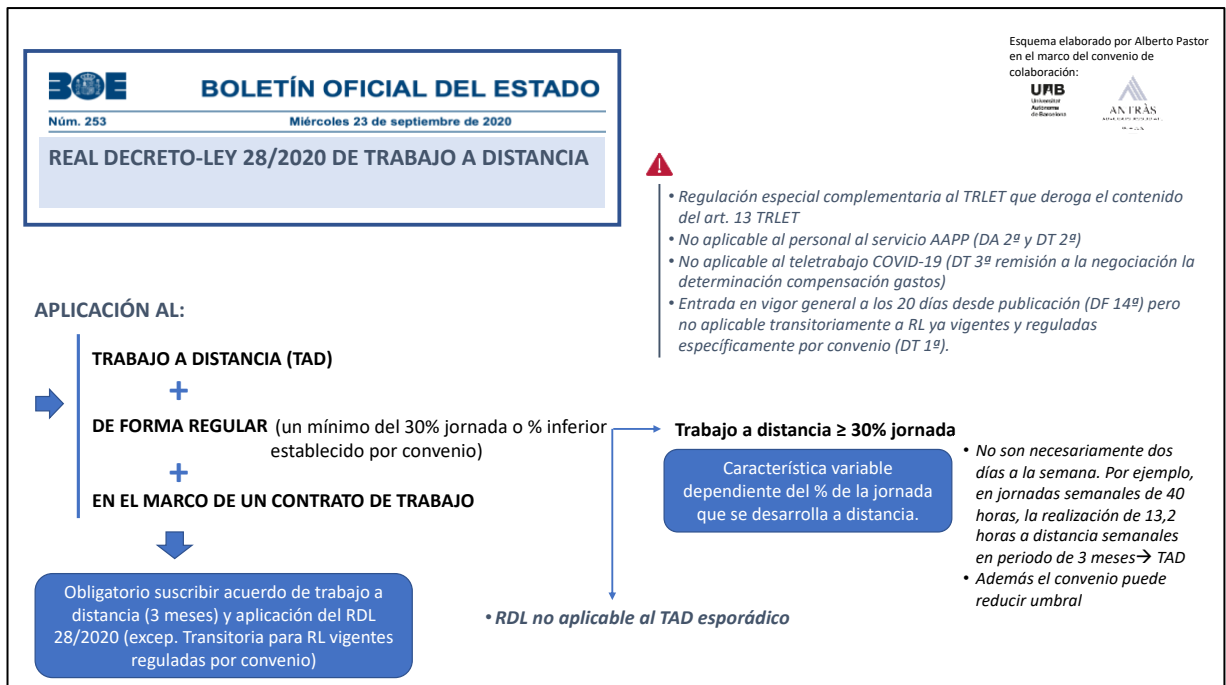 Esquema elaborado por Alberto Pastor
en el marco del convenio de
colaboración:
UAB
Universitat
Autònoma
de Barcelona
ANTRÀS
BOE
BOLETÍN OFICIAL DEL ESTADO
Núm. 253
Miércoles 23 de septiembre de 2020
REAL DECRETO-LEY 28/2020 DE TRABAJO A DISTANCIA
• Regulación especial complementaria al TRLET que deroga el contenido
del art. 13 TRLET
• No aplicable al personal al servicio AAPP (DA 2ª y DT 2ª)
• No aplicable al teletrabajo COVID-19 (DT 3ª remisión a la negociación la
determinación compensación gastos)
• Entrada en vigor general a los 20 días desde publicación (DF 14ª) pero
no aplicable transitoriamente a RL ya vigentes y reguladas
específicamente por convenio (DT 1ª).
APLICACIÓN AL:
TRABAJO A DISTANCIA (TAD)
+
DE FORMA REGULAR (un mínimo del 30% jornada o % inferior
establecido por convenio)
+
EN EL MARCO DE UN CONTRATO DE TRABAJO
Obligatorio suscribir acuerdo de trabajo a
distancia (3 meses) y aplicación del RDL
28/2020 (excep. Transitoria para RL vigentes
reguladas por convenio)
Trabajo a distancia ≥ 30% jornada
Característica variable
dependiente del % de la jornada
que se desarrolla a distancia.
• No son necesariamente dos
días a la semana. Por ejemplo,
en jornadas semanales de 40
horas, la realización de 13,2
horas a distancia semanales
en periodo de 3 meses→ TAD
• Además el convenio puede
reducir umbral
• RDL no aplicable al TAD esporádico